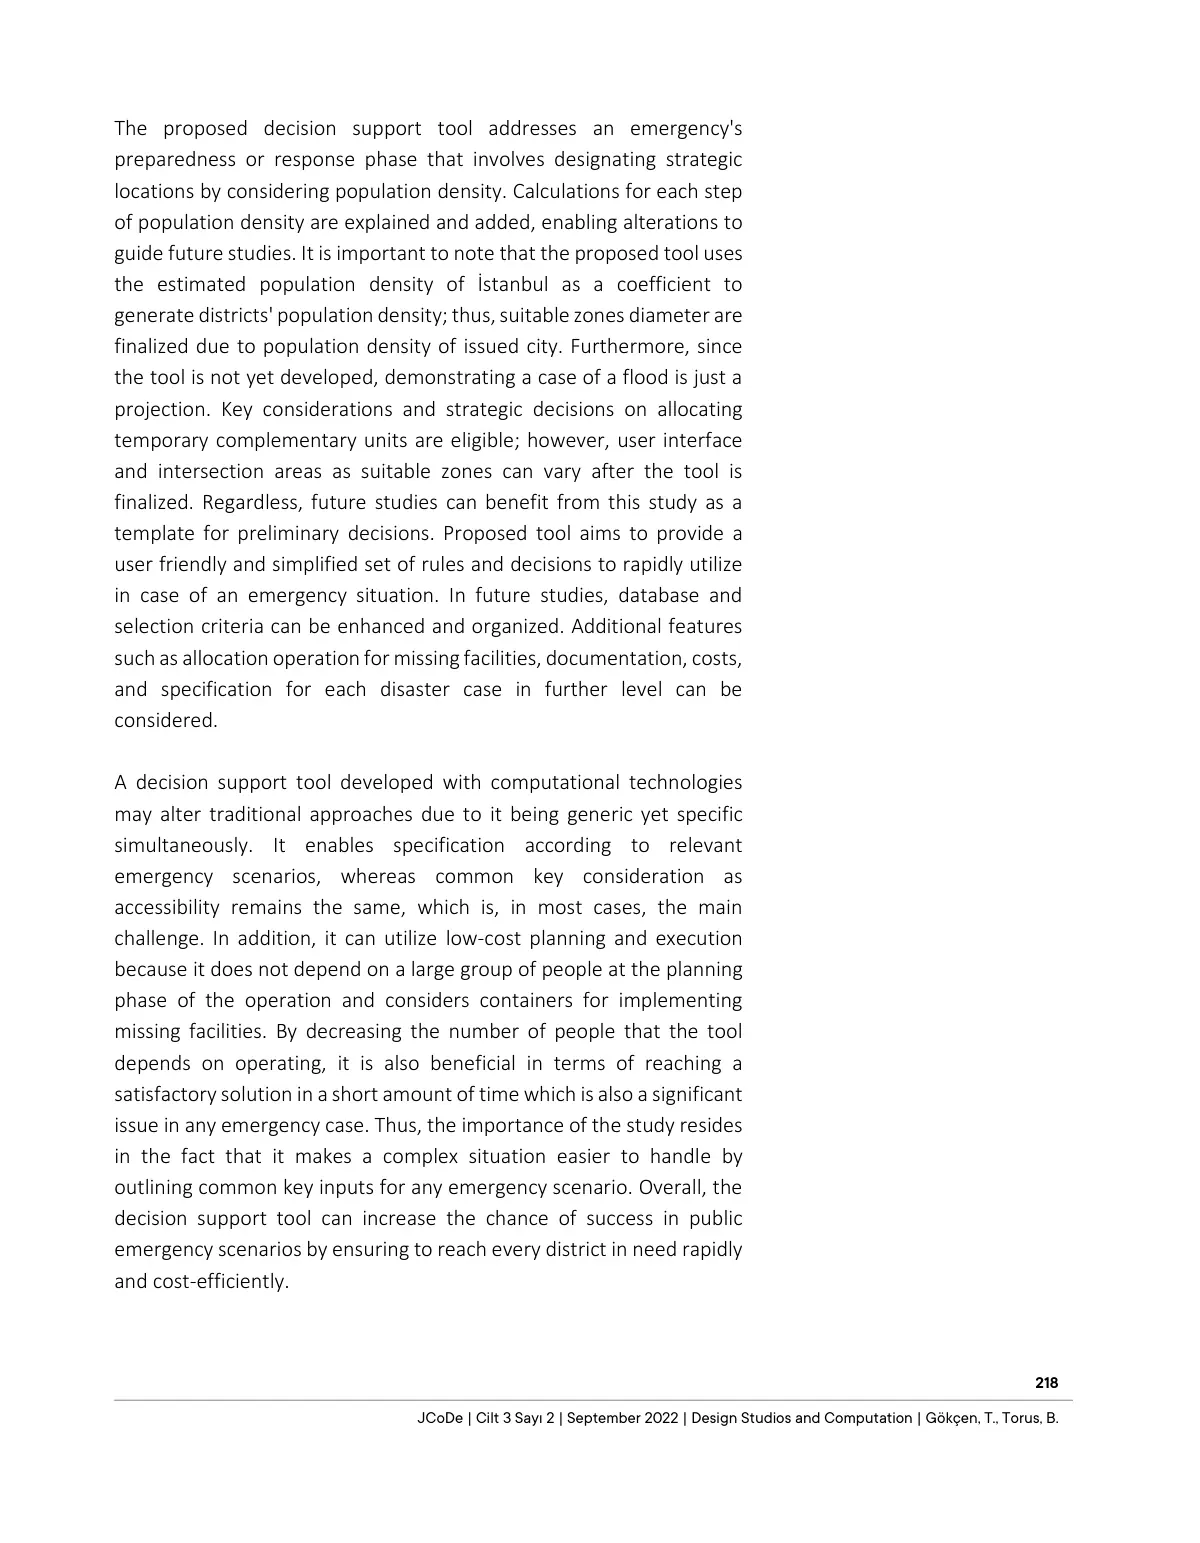 The proposed decision support tool addresses an emergency's
preparedness or response phase that involves designating strategic
locations by considering population density. Calculations for each step
of population density are explained and added, enabling alterations to
guide future studies. It is important to note that the proposed tool uses
the estimated population density of İstanbul as a coefficient to
generate districts' population density; thus, suitable zones diameter are
finalized due to population density of issued city. Furthermore, since
the tool is not yet developed, demonstrating a case of a flood is just a
projection. Key considerations and strategic decisions on allocating
temporary complementary units are eligible; however, user interface
and intersection areas as suitable zones can vary after the tool is
finalized. Regardless, future studies can benefit from this study as a
template for preliminary decisions. Proposed tool aims to provide a
user friendly and simplified set of rules and decisions to rapidly utilize
in case of an emergency situation. In future studies, database and
selection criteria can be enhanced and organized. Additional features
such as allocation operation for missing facilities, documentation, costs,
and specification for each disaster case in further level can be
considered.
A decision support tool developed with computational technologies
may alter traditional approaches due to it being generic yet specific
simultaneously. It enables specification according to relevant
emergency scenarios, whereas common key consideration as
accessibility remains the same, which is, in most cases, the main
challenge. In addition, it can utilize low-cost planning and execution
because it does not depend on a large group of people at the planning
phase of the operation and considers containers for implementing
missing facilities. By decreasing the number of people that the tool
depends on operating, it is also beneficial in terms of reaching a
satisfactory solution in a short amount of time which is also a significant
issue in any emergency case. Thus, the importance of the study resides
in the fact that it makes a complex situation easier to handle by
outlining common key inputs for any emergency scenario. Overall, the
decision support tool can increase the chance of success in public
emergency scenarios by ensuring to reach every district in need rapidly
and cost-efficiently.
218
JCoDe | Cilt 3 Sayı 2 | September 2022 | Design Studios and Computation | Gökçen, T., Torus, B.